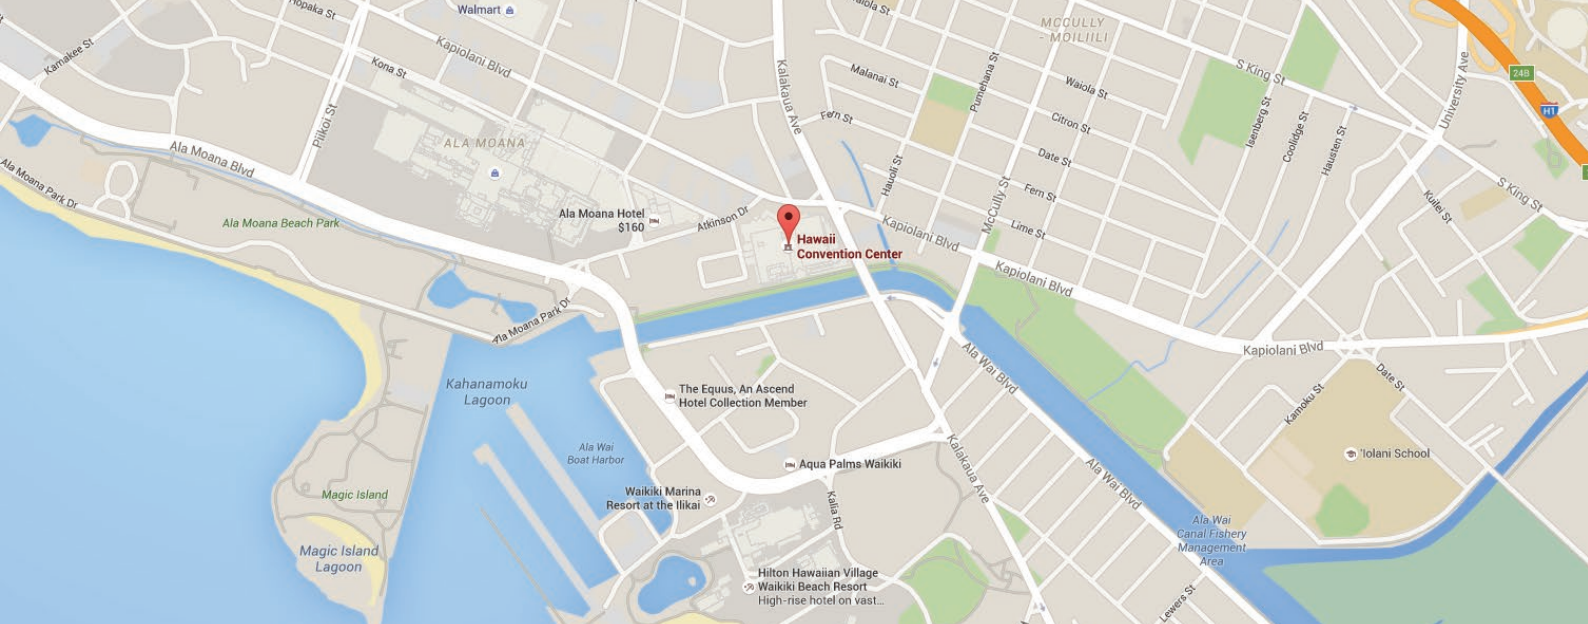 Hopaka St
Walmart
Waiola St
MCCULLY
- MOILIILI
Kamakee St
Kapiolani Blvd
Kona St
Kalakaua Ave
Malanai St
Pumehana St
Waiola St
S King St
University Ave
24B
H1
Piikoi St
ALA MOANA
Fern St
Citron St
Isenberg St
Coolidge St
Hausten St
Ala Moana Blvd
Date St
Hauoli St
Ala Moana Park Dr
Fern St
McCully St
Kuilei St
S King St
Ala Moana Beach Park
Ala Moana Hotel
$160
Atkinson Dr
Hawaii
Convention Center
Kapiolani Blvd
Lime St
Kapiolani Blvd
Ala Moana Park Dr
Kapiolani Blvd
Ala Wai Blvd
Kahanamoku
Lagoon
The Equus, An Ascend
Hotel Collection Member
Date St
Kamoku St
Ala Wai
Boat Harbor
Aqua Palms Waikiki
Kalakaua Ave
'Iolani School
Magic Island
Waikiki Marina
Resort at the Ilikai
Kalia Rd
Ala Wai Blvd
Magic Island
Lagoon
Ala Wai
Canal Fishery
Management
Area
Hilton Hawaiian Village
Waikiki Beach Resort
High-rise hotel on vast...
Lewers St